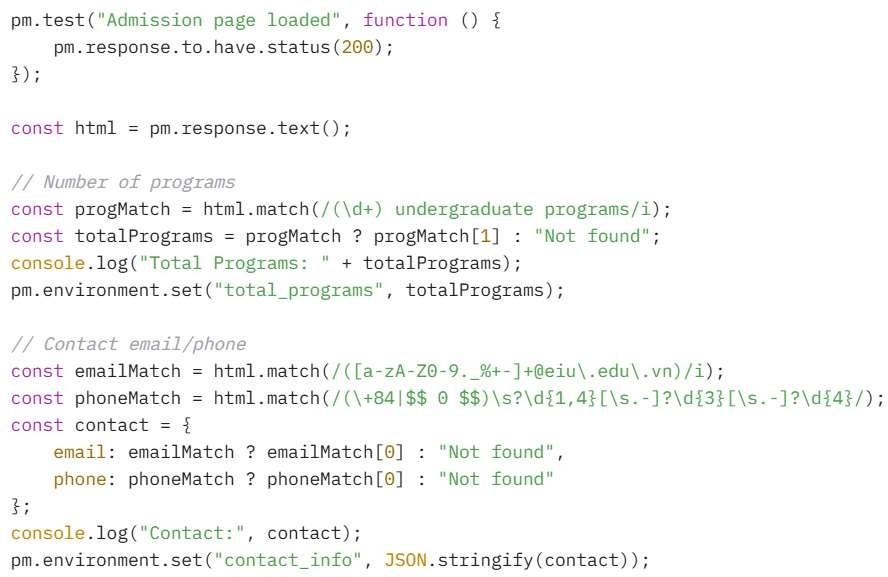 pm.test("Admission page loaded", function () {
    pm.response.to.have.status(200);
});

const html = pm.response.text();

// Number of programs
const progMatch = html.match(/(\d+) undergraduate programs/i);
const totalPrograms = progMatch ? progMatch[1] : "Not found";
console.log("Total Programs: " + totalPrograms);
pm.environment.set("total_programs", totalPrograms);

// Contact email/phone
const emailMatch = html.match(/([a-zA-Z0-9._%+-]+@eiu\.edu\.vn)/i);
const phoneMatch = html.match(/(\+84|$$ 0 $$)\s?\d{1,4}[\s.-]?\d{3}[\s.-]?\d{4}/);
const contact = {
    email: emailMatch ? emailMatch[0] : "Not found",
    phone: phoneMatch ? phoneMatch[0] : "Not found"
};
console.log("Contact:", contact);
pm.environment.set("contact_info", JSON.stringify(contact));